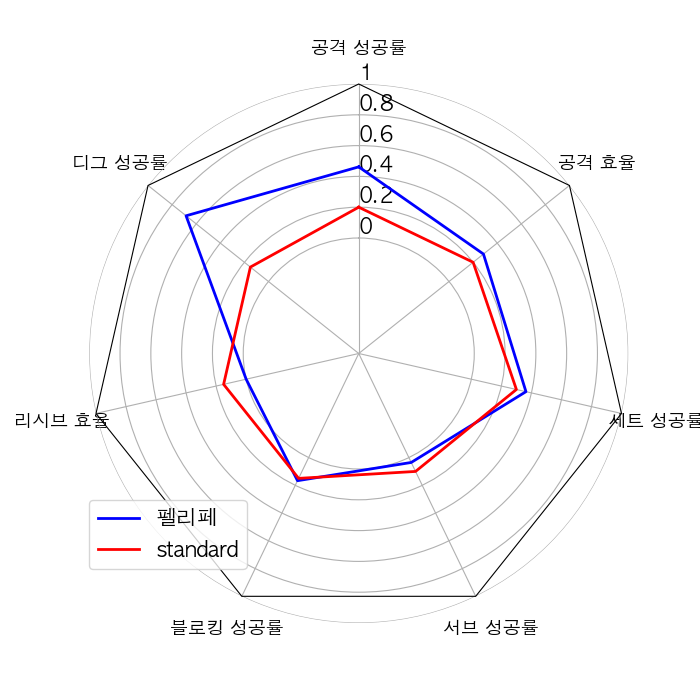 공격 성공률
1
0.8
0.6
0.4
0.2
0
디그 성공률
공격 효율
리시브 효율
세트 성공률
펠리페
standard
블로킹 성공률
서브 성공률